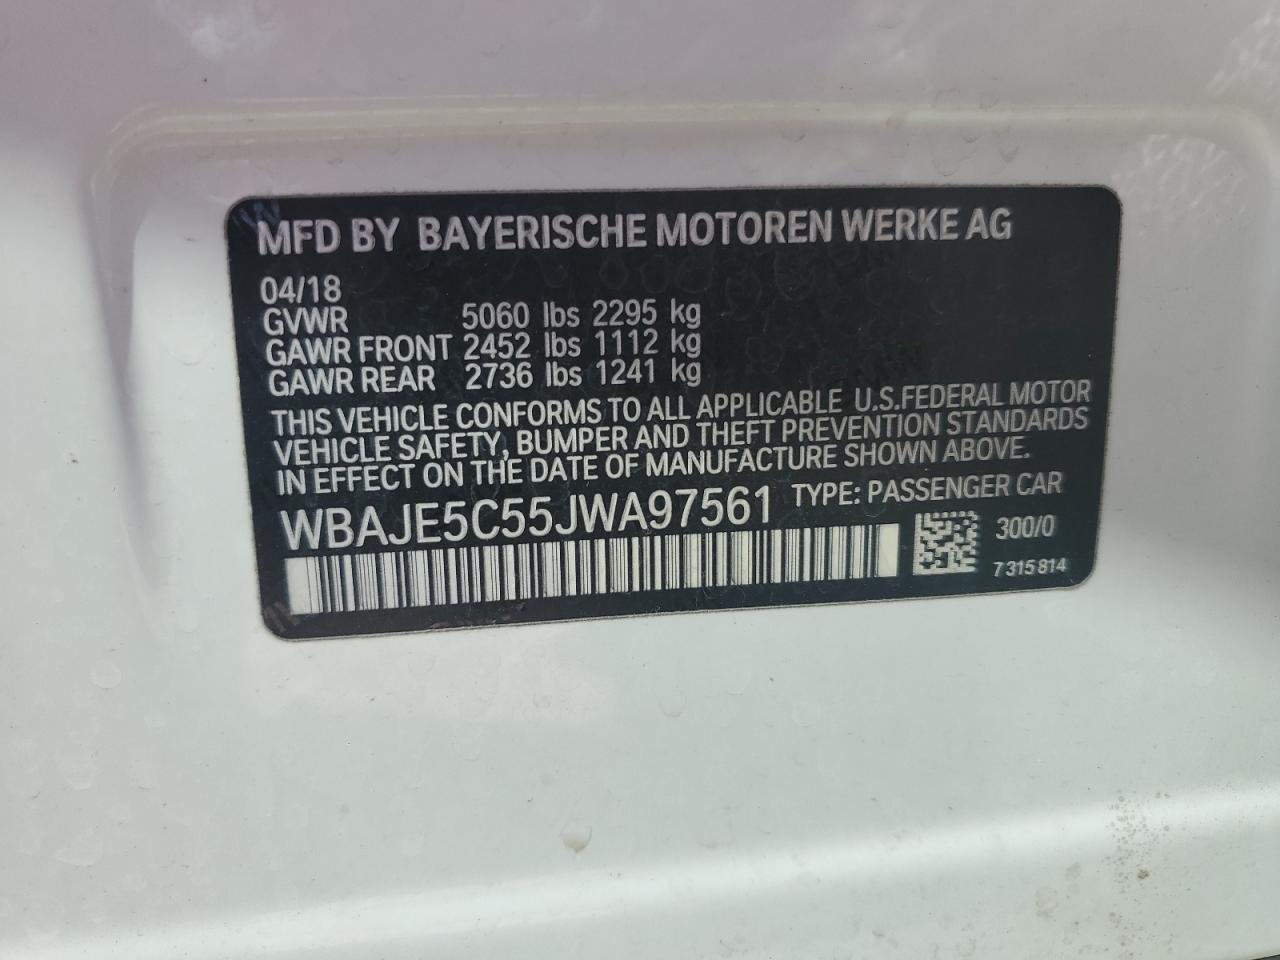 MFD BY BAYERISCHE MOTOREN WERKE AG
04/18
GVWR 5060 lbs 2295 kg
GAWR FRONT 2452 lbs 1112 kg
GAWR REAR 2736 lbs 1241 kg
THIS VEHICLE CONFORMS TO ALL APPLICABLE U.S.FEDERAL MOTOR
VEHICLE SAFETY, BUMPER AND THEFT PREVENTION STANDARDS
IN EFFECT ON THE DATE OF MANUFACTURE SHOWN ABOVE.
WBAJE5C55JWA97561 TYPE: PASSENGER CAR
300/0
7 315 814